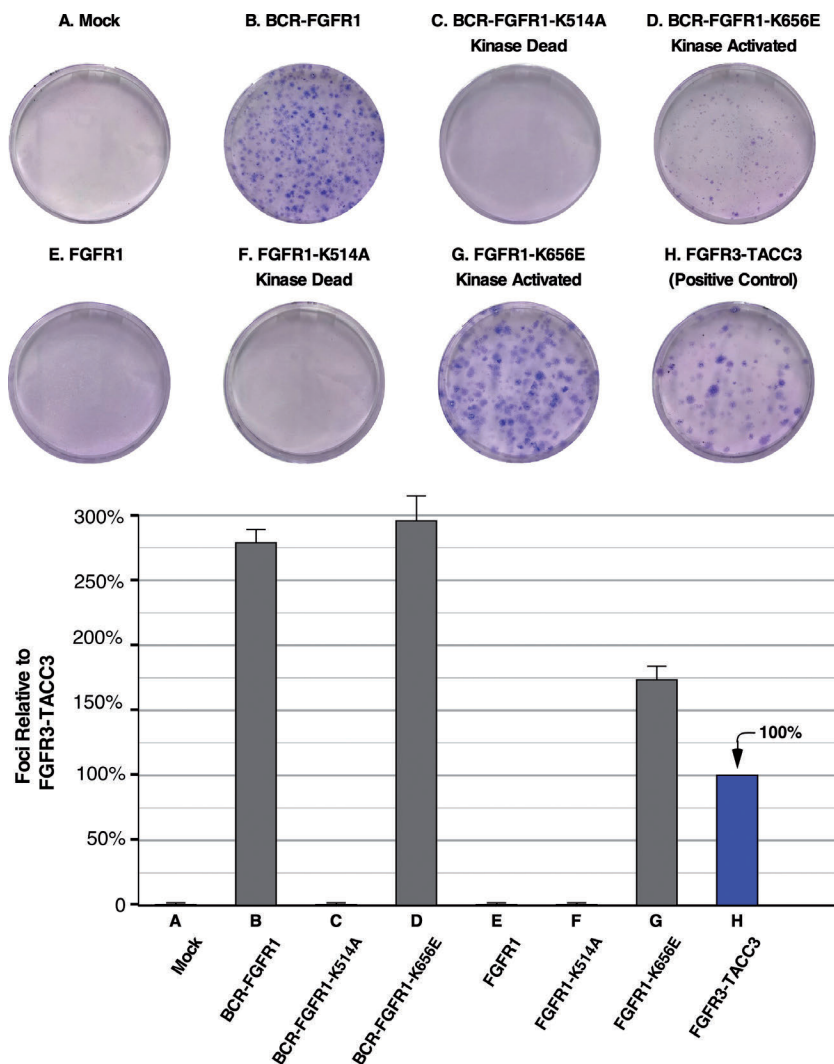 A. Mock
B. BCR-FGFR1
C. BCR-FGFR1-K514A
Kinase Dead
D. BCR-FGFR1-K656E
Kinase Activated
E. FGFR1
F. FGFR1-K514A
Kinase Dead
G. FGFR1-K656E
Kinase Activated
H. FGFR3-TACC3
(Positive Control)
Foci Relative to
FGFR3-TACC3
300%
250%
200%
150%
100%
50%
0
100%
A
B
C
D
E
F
G
H
Mock
BCR-FGFR1
BCR-FGFR1-K514A
BCR-FGFR1-K656E
FGFR1
FGFR1-K514A
FGFR1-K656E
FGFR3-TACC3